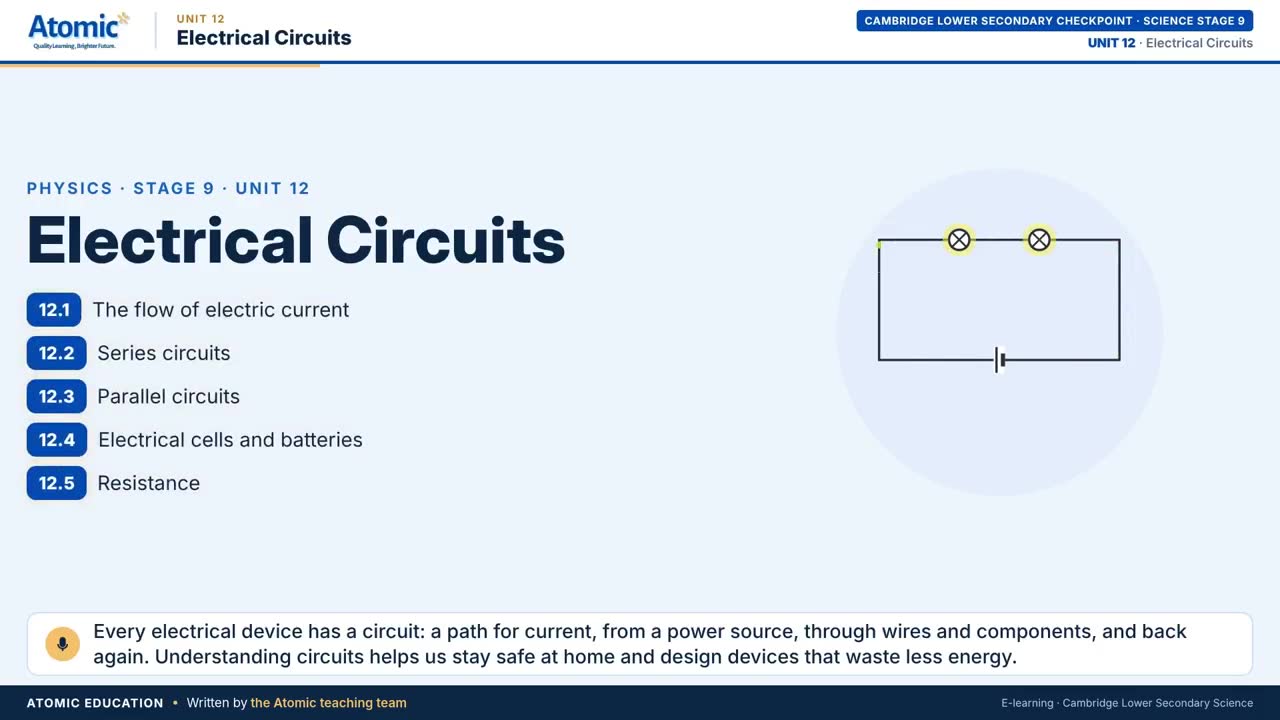 Atomic
Quality Learning, Brighter Future.
UNIT 12
Electrical Circuits
CAMBRIDGE LOWER SECONDARY CHECKPOINT · SCIENCE STAGE 9
UNIT 12 · Electrical Circuits
PHYSICS · STAGE 9 · UNIT 12
Electrical Circuits
12.1 The flow of electric current
12.2 Series circuits
12.3 Parallel circuits
12.4 Electrical cells and batteries
12.5 Resistance
Every electrical device has a circuit: a path for current, from a power source, through wires and components, and back
again. Understanding circuits helps us stay safe at home and design devices that waste less energy.
ATOMIC EDUCATION • Written by the Atomic teaching team
E-learning · Cambridge Lower Secondary Science